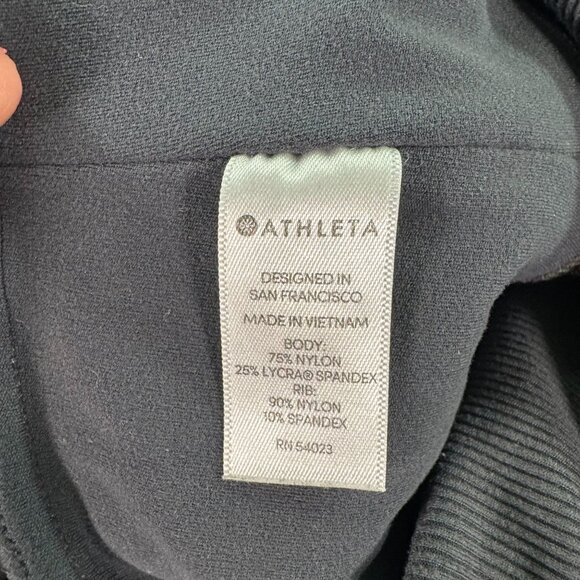 ATHLETA
DESIGNED IN
SAN FRANCISCO
MADE IN VIETNAM
BODY:
75% NYLON
25% LYCRA® SPANDEX
RIB:
90% NYLON
10% SPANDEX
RN 54023